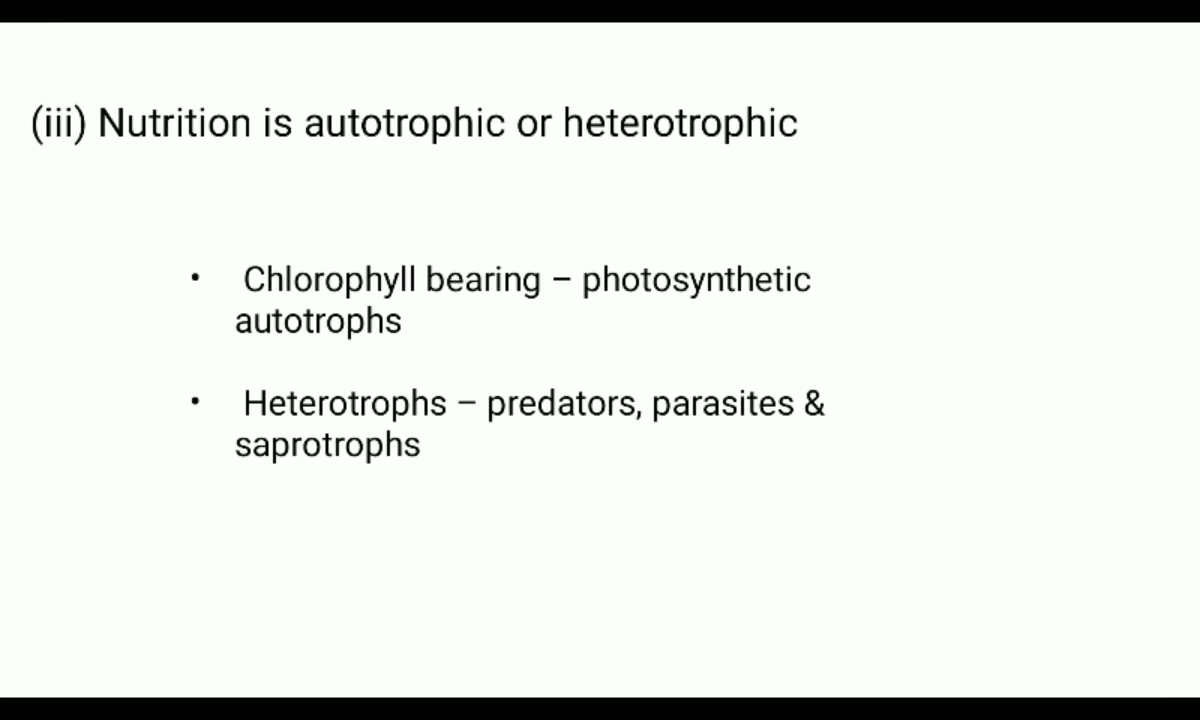 (iii) Nutrition is autotrophic or heterotrophic
• Chlorophyll bearing – photosynthetic
autotrophs
• Heterotrophs – predators, parasites &
saprotrophs